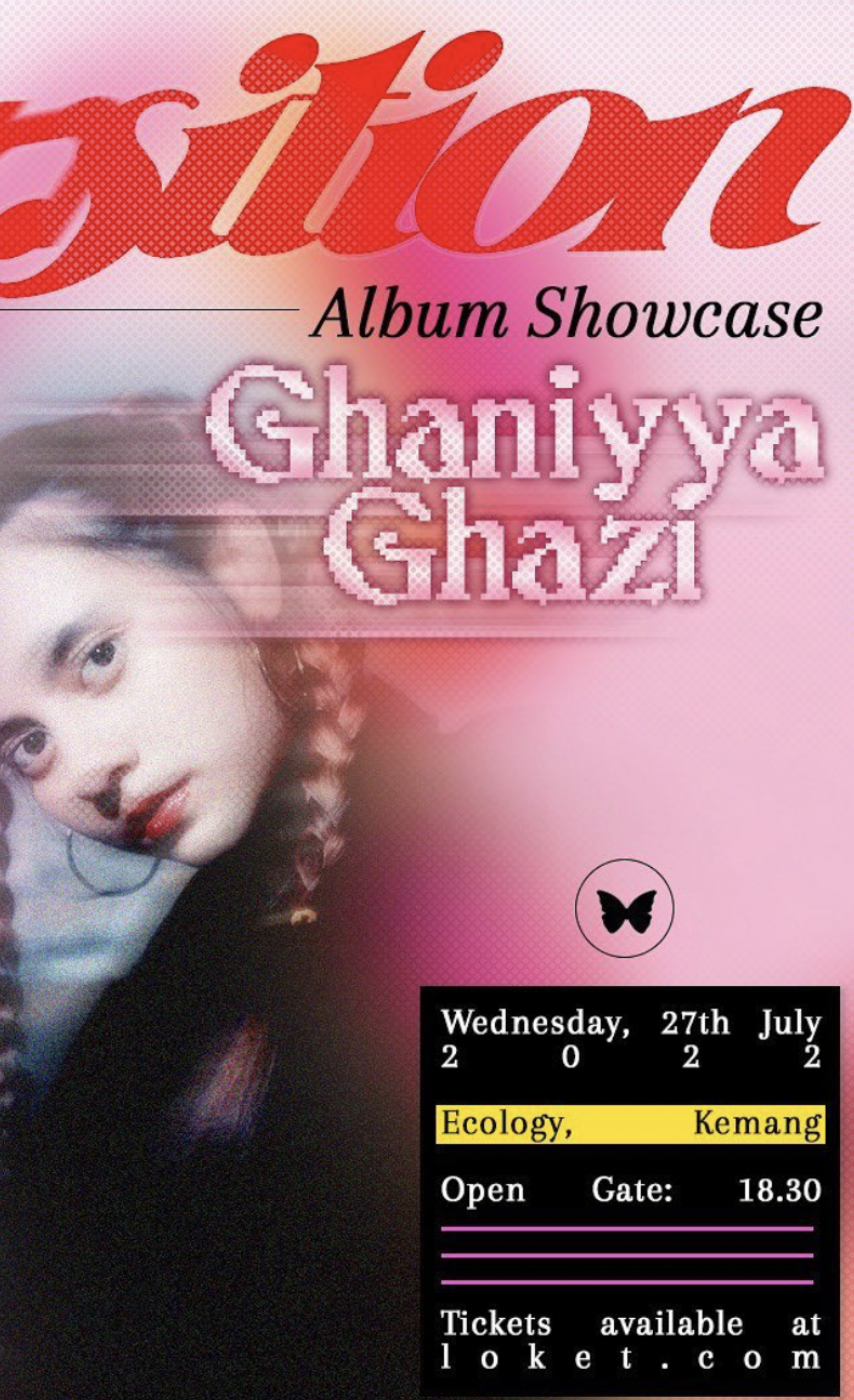 sition
Album Showcase
Ghaniyya
Ghazi
Wednesday, 27th July
2 0 2 2
Ecology, Kemang
Open Gate: 18.30
Tickets available at
l o k e t . c o m